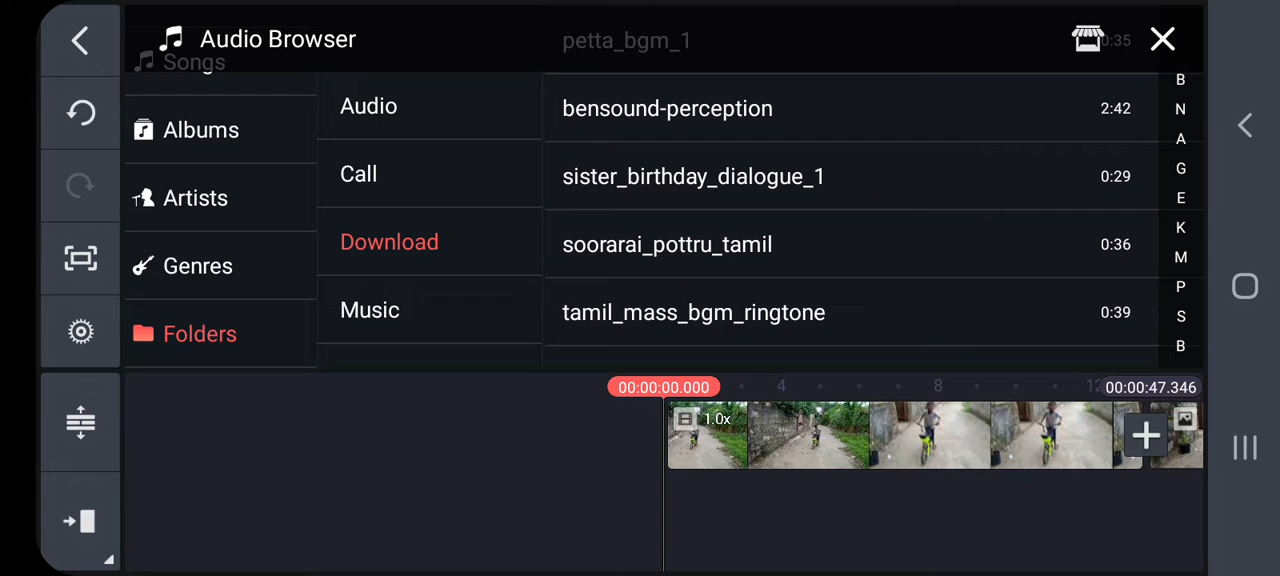 Audio Browser
petta_bgm_1
0:35
Songs
Albums
Artists
Genres
Folders
Audio
Call
Download
Music
bensound-perception 2:42
sister_birthday_dialogue_1 0:29
soorarai_pottru_tamil 0:36
tamil_mass_bgm_ringtone 0:39
B
N
A
G
E
K
M
P
S
B
00:00:00.000
4
8
12
00:00:47.346
1.0x